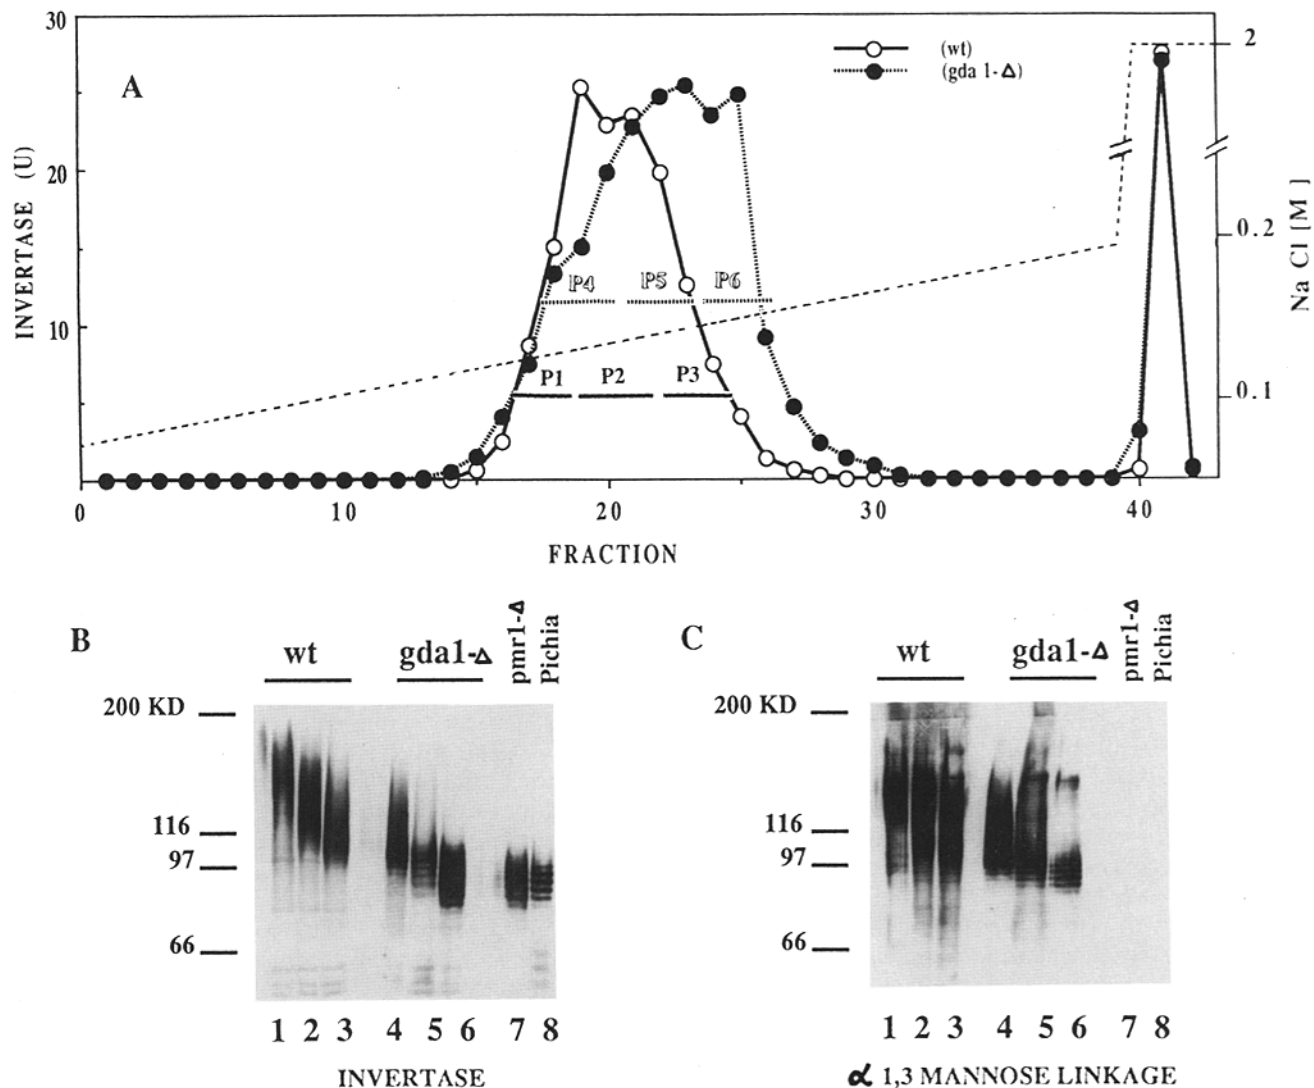 A
30
20
10
INVERTASE (U)
(wt)
(gda 1-Δ)
2
0.2
0.1
Na Cl [M]
P4 P5 P6
P1 P2 P3
0 10 20 30 40
FRACTION
B
wt gda1-Δ pmr1-Δ Pichia
200 KD
116
97
66
1 2 3 4 5 6 7 8
INVERTASE
C
wt gda1-Δ pmr1-Δ Pichia
200 KD
116
97
66
1 2 3 4 5 6 7 8
α 1,3 MANNOSE LINKAGE